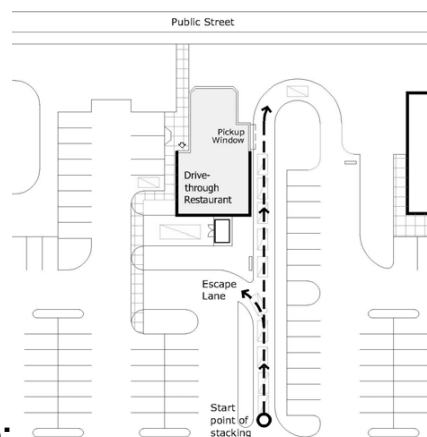 Public Street
Pickup
Window
Drive-
through
Restaurant
Escape
Lane
Start
point of
stacking